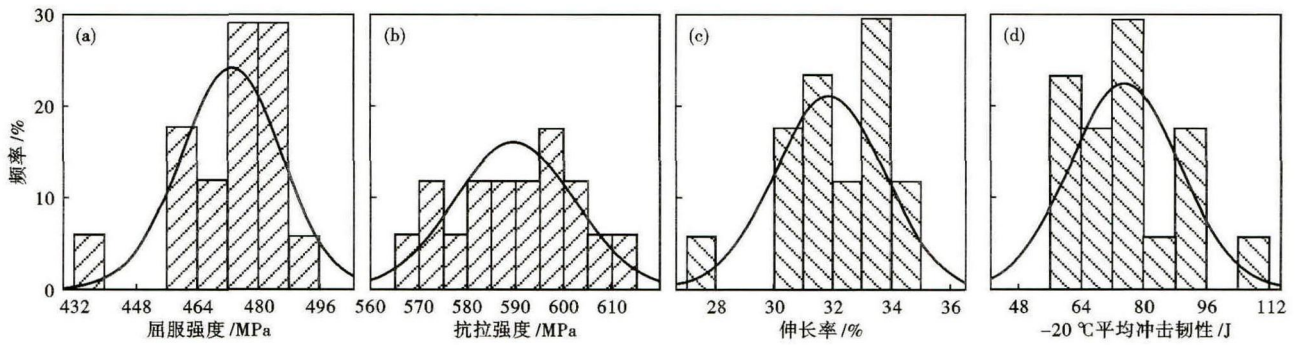 频率/%
30
20
10
0
(a)
432 448 464 480 496
屈服强度/MPa
(b)
560 570 580 590 600 610
抗拉强度/MPa
(c)
28 30 32 34 36
伸长率/%
(d)
48 64 80 96 112
-20 ℃平均冲击韧性/J